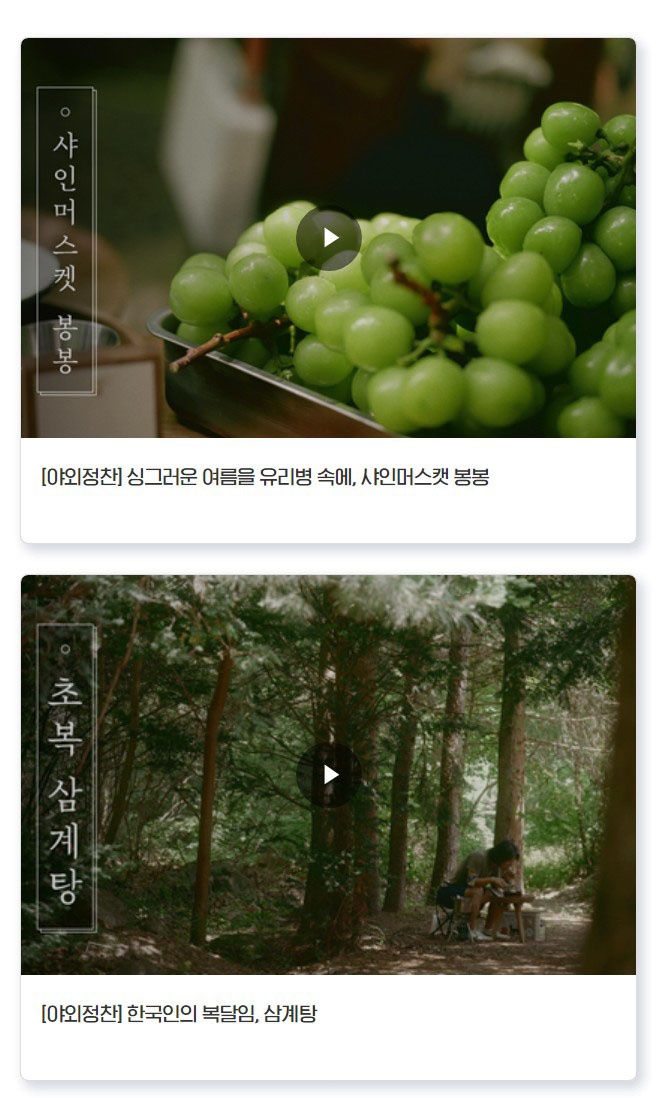 샤인머스켓 봉봉
[야외정찬] 싱그러운 여름을 유리병 속에, 샤인머스캣 봉봉
초복 삼계탕
[야외정찬] 한국인의 복달임, 삼계탕